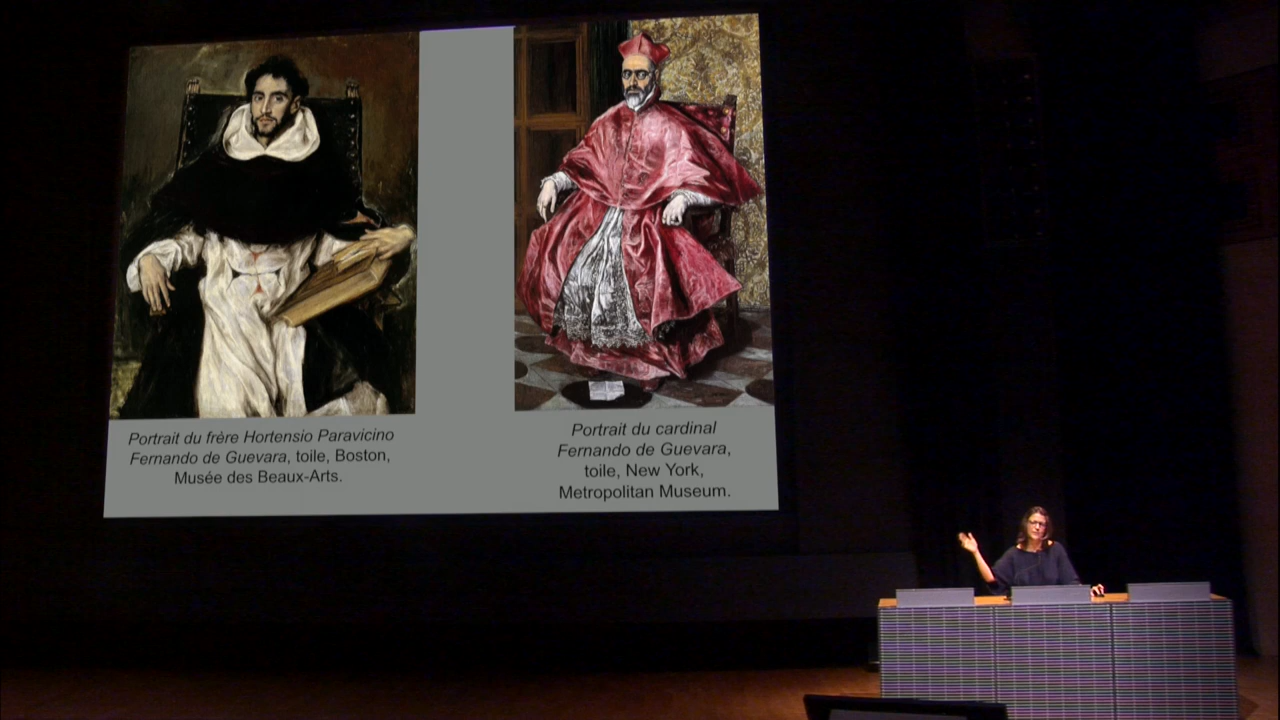 Portrait du frère Hortensio Paravicino
Fernando de Guevara, toile, Boston,
Musée des Beaux-Arts.
Portrait du cardinal
Fernando de Guevara,
toile, New York,
Metropolitan Museum.